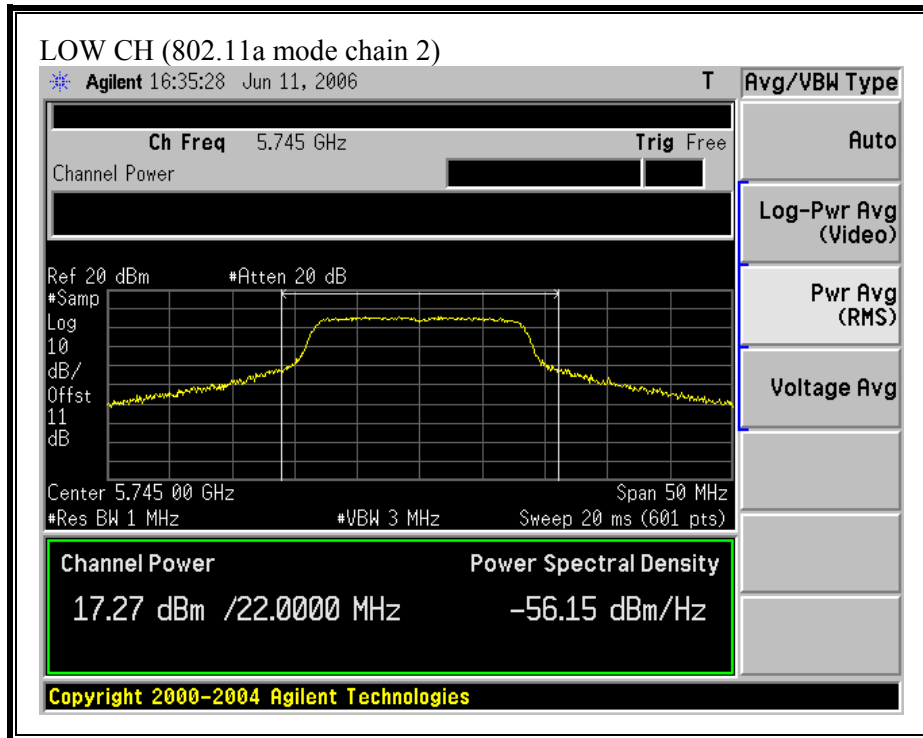 LOW CH (802.11a mode chain 2)
Agilent 16:35:28 Jun 11, 2006 T
Avg/VBW Type
Ch Freq 5.745 GHz Trig Free
Channel Power
Auto
Log-Pwr Avg
(Video)
Pwr Avg
(RMS)
Voltage Avg
Ref 20 dBm #Atten 20 dB
#Samp
Log
10
dB/
Offst
11
dB
Center 5.745 00 GHz Span 50 MHz
#Res BW 1 MHz #VBW 3 MHz Sweep 20 ms (601 pts)
Channel Power Power Spectral Density
17.27 dBm /22.0000 MHz -56.15 dBm/Hz
Copyright 2000-2004 Agilent Technologies